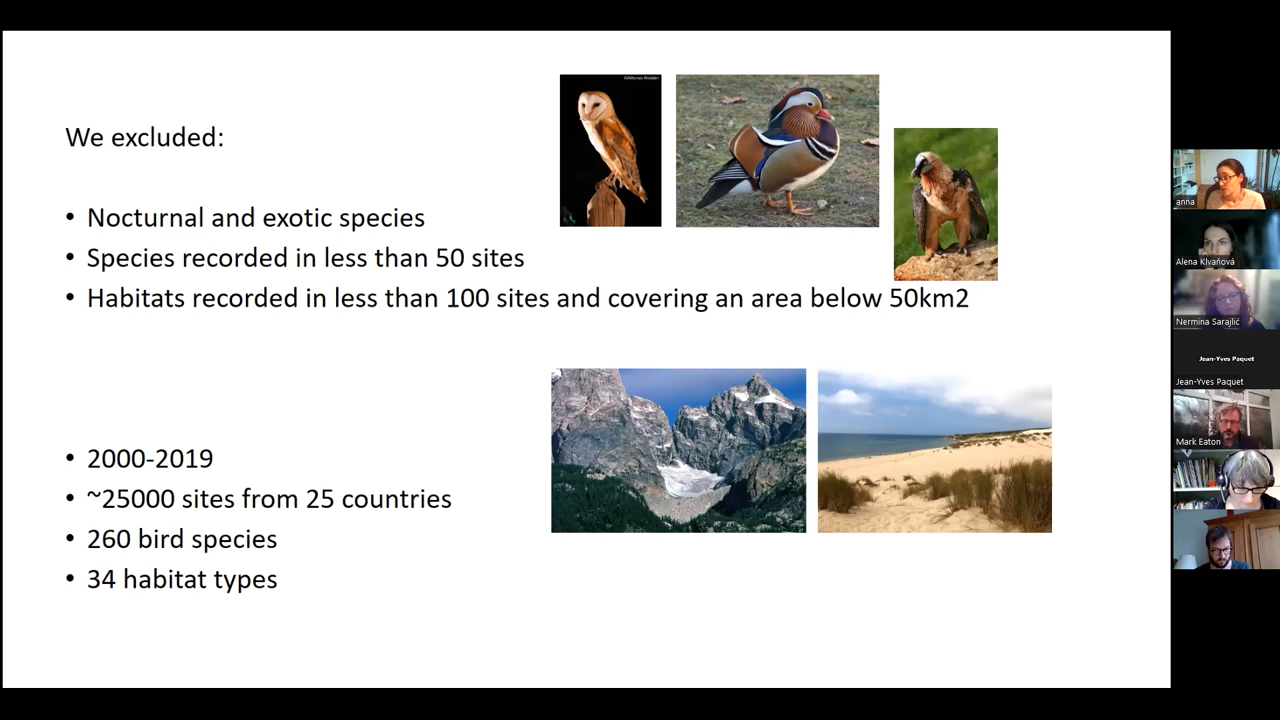 We excluded:
• Nocturnal and exotic species
• Species recorded in less than 50 sites
• Habitats recorded in less than 100 sites and covering an area below 50km2
• 2000-2019
• ~25000 sites from 25 countries
• 260 bird species
• 34 habitat types
anna
Alena Klvaňová
Nermina Sarajlić
Jean-Yves Paquet
Jean-Yves Paquet
Mark Eaton